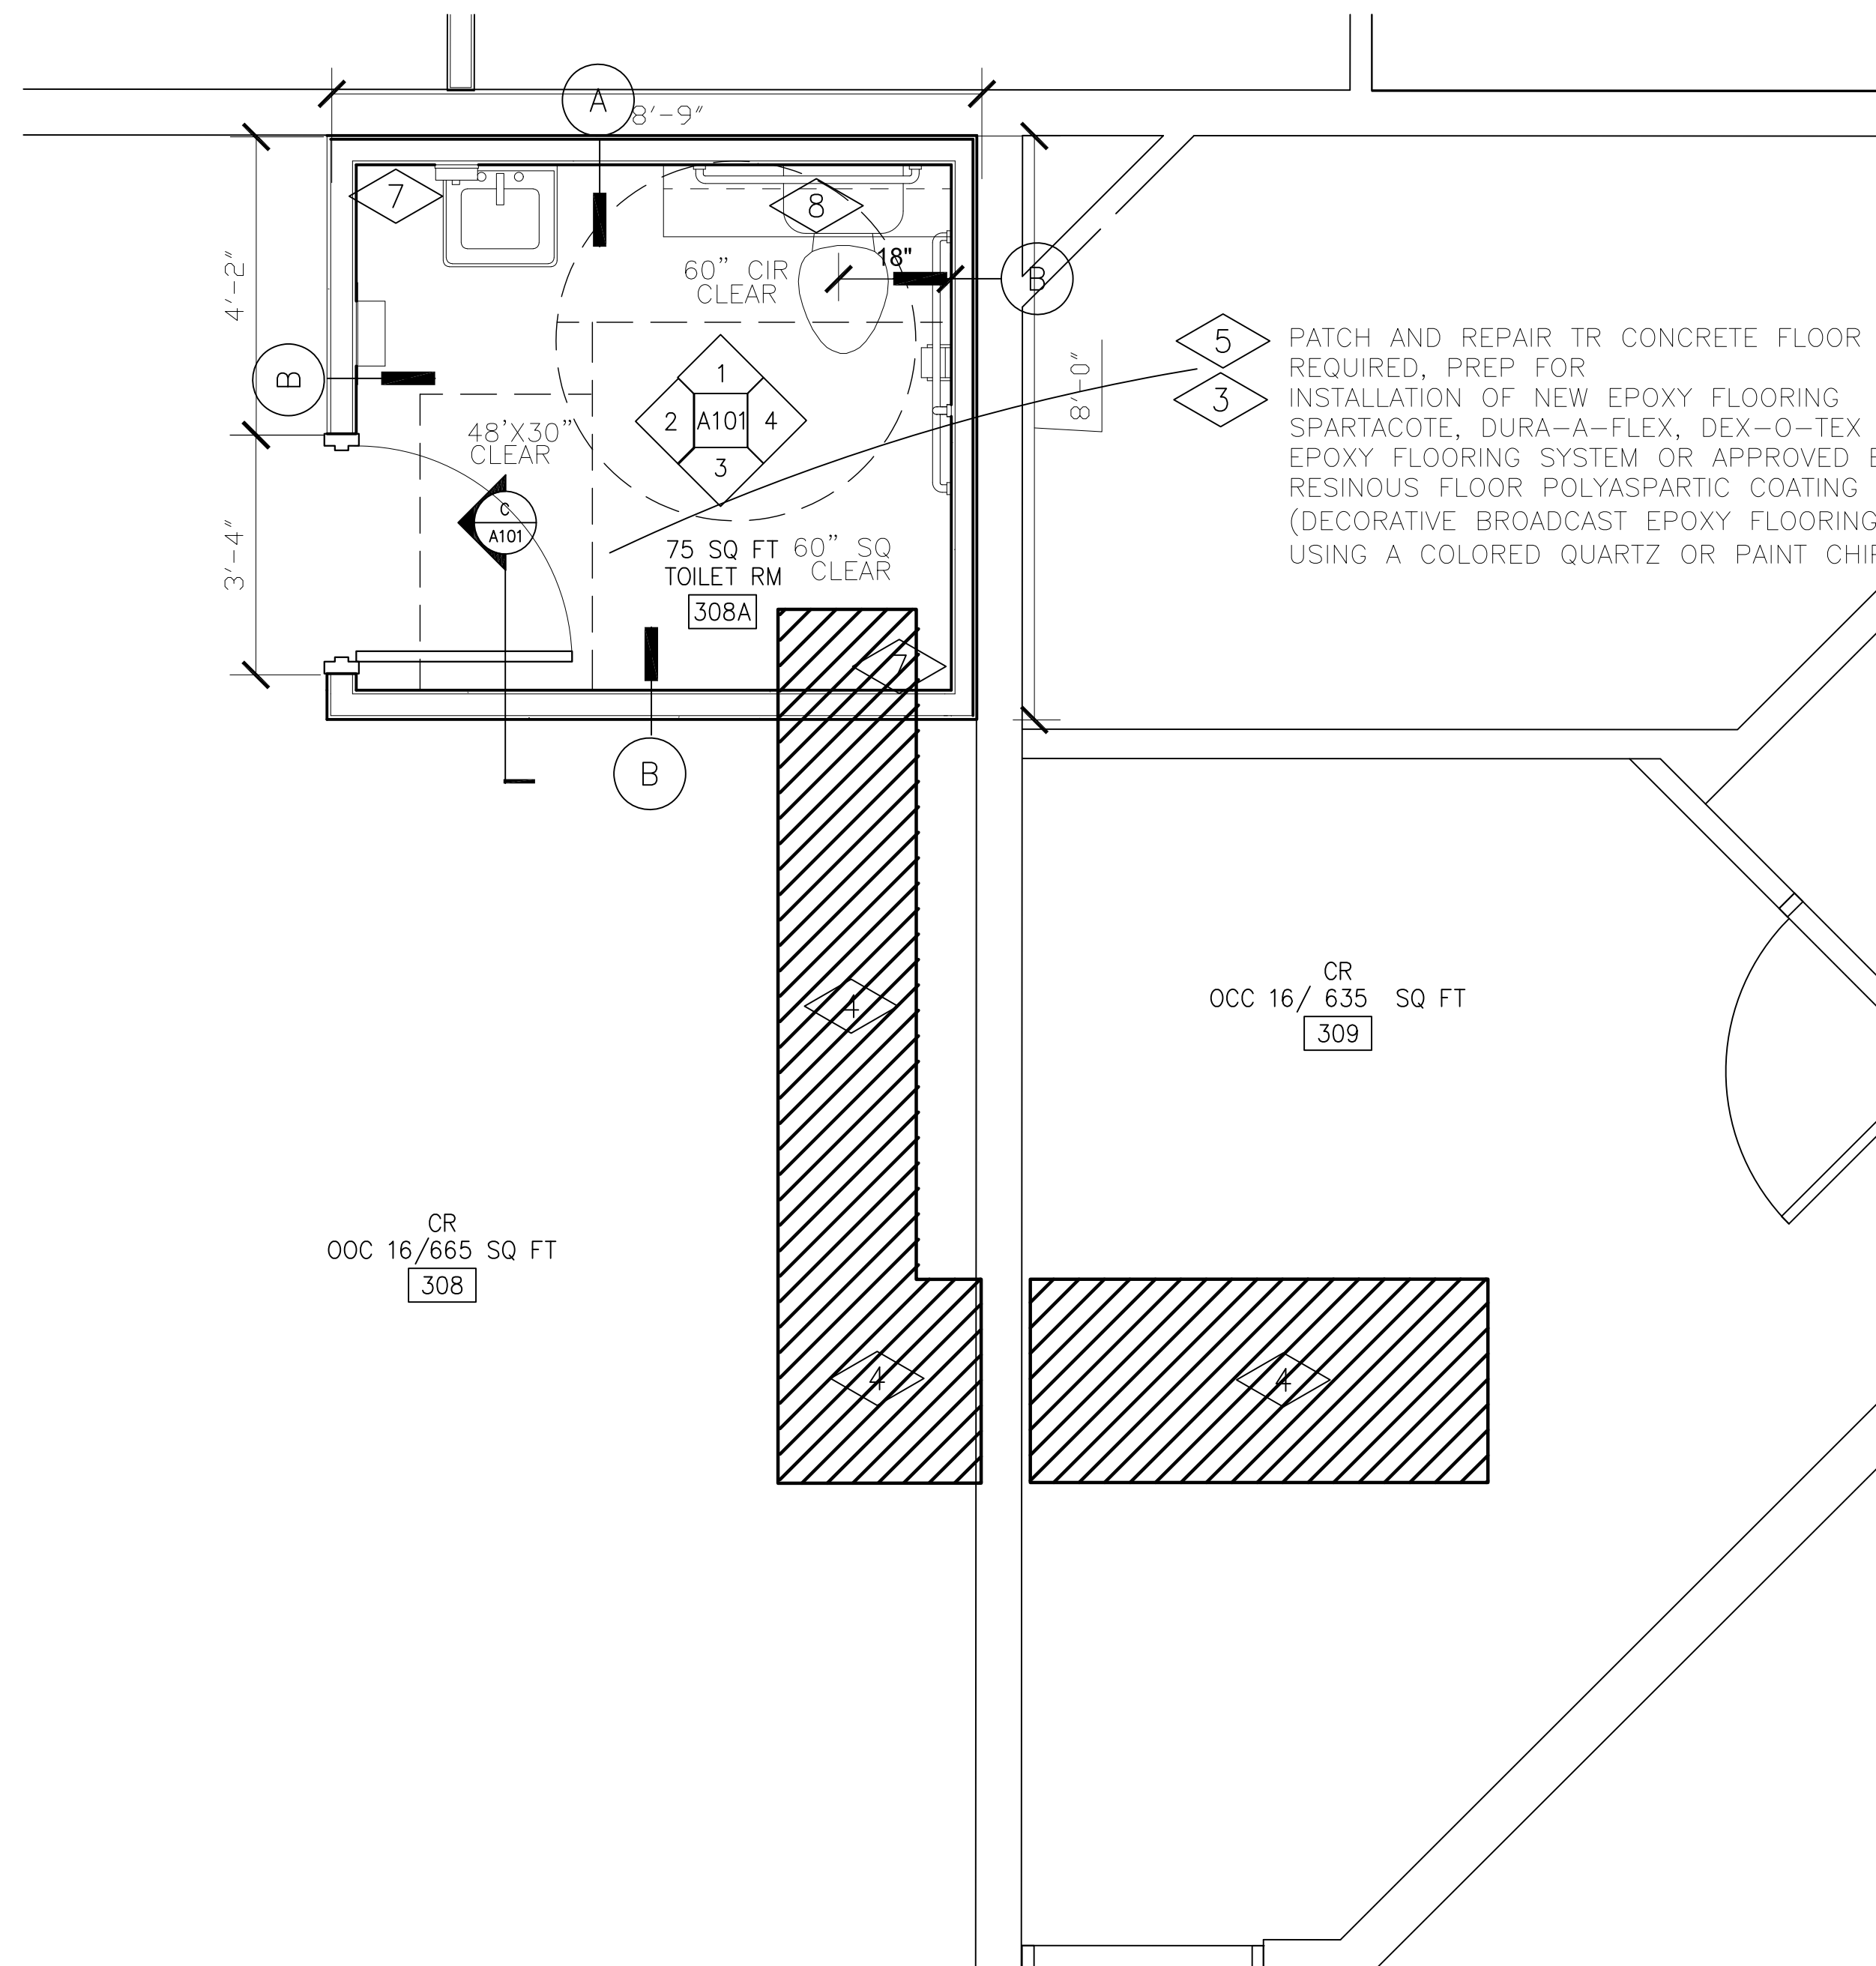 A
8'-9"
7
8
18"
60" CIR
CLEAR
B
4'-2"
B
5
PATCH AND REPAIR TR CONCRETE FLOOR
REQUIRED, PREP FOR
3
INSTALLATION OF NEW EPOXY FLOORING
SPARTACOTE, DURA-A-FLEX, DEX-O-TEX
EPOXY FLOORING SYSTEM OR APPROVED
RESINOUS FLOOR POLYASPARTIC COATING
(DECORATIVE BROADCAST EPOXY FLOORING
USING A COLORED QUARTZ OR PAINT CHIP
8'-0"
1
2 A101 4
3
48'X30"
CLEAR
C
A101
3'-4"
75 SQ FT
TOILET RM
308A
60" SQ
CLEAR
7
B
4
CR
OCC 16/ 635 SQ FT
309
CR
OOC 16/665 SQ FT
308
4
4